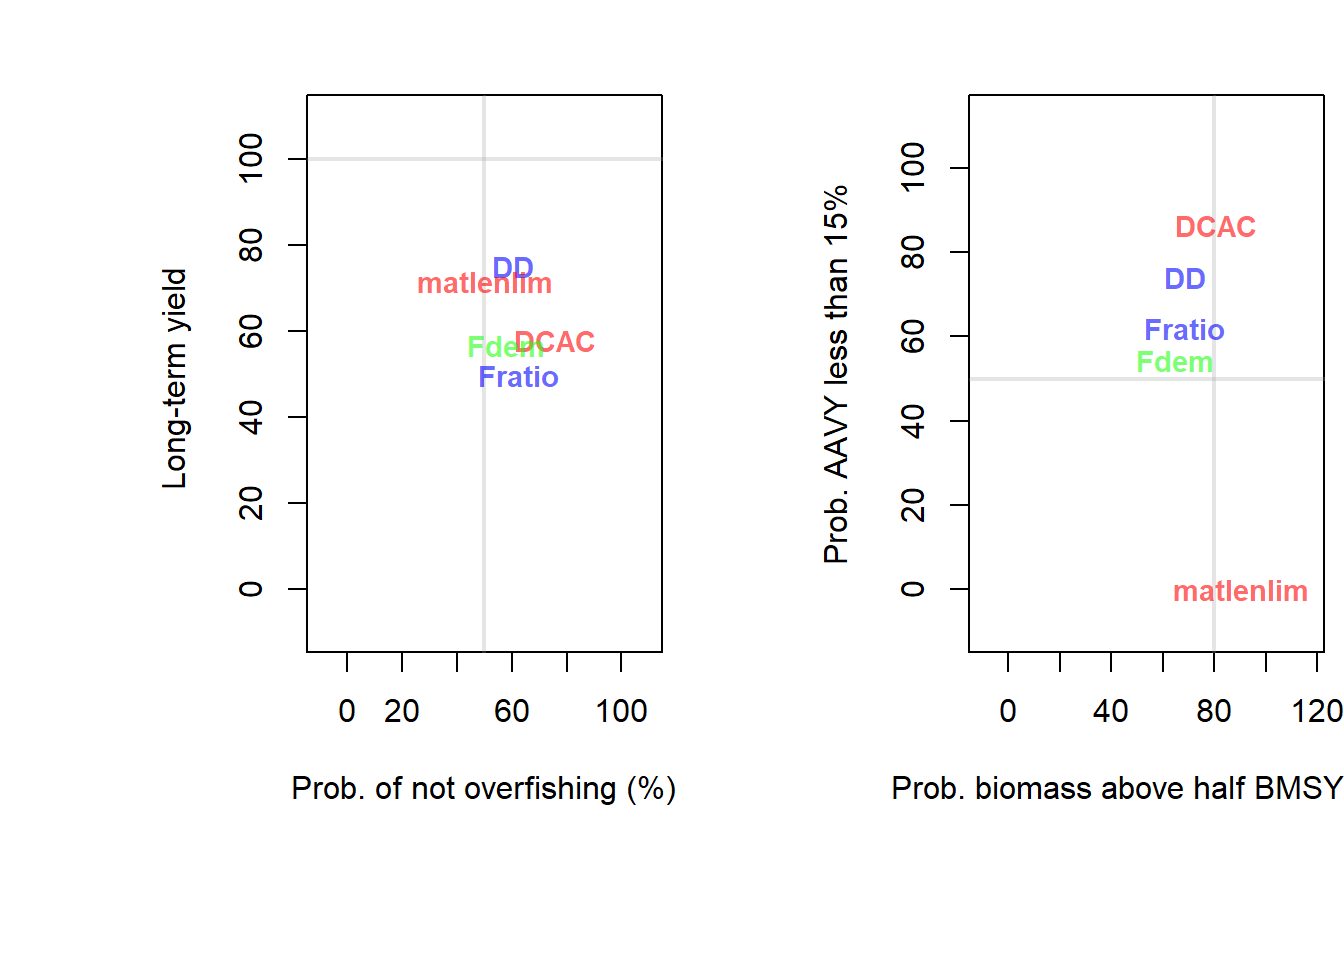 Long-term yield
100
80
60
40
20
0
DD
matlenlim
DCAC
Fdem
Fratio
0 20 60 100
Prob. of not overfishing (%)
Prob. AAVY less than 15%
100
80
60
40
20
0
DCAC
DD
Fratio
Fdem
matlenlim
0 40 80 120
Prob. biomass above half BMSY